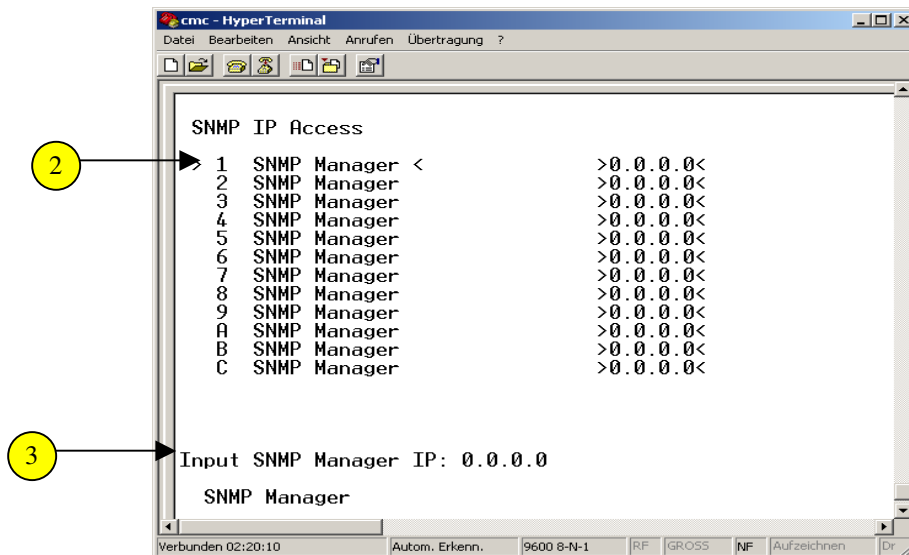 cmc - HyperTerminal
Datei Bearbeiten Ansicht Anrufen Übertragung ?
SNMP IP Access
2
> 1 SNMP Manager < >0.0.0.0<
2 SNMP Manager >0.0.0.0<
3 SNMP Manager >0.0.0.0<
4 SNMP Manager >0.0.0.0<
5 SNMP Manager >0.0.0.0<
6 SNMP Manager >0.0.0.0<
7 SNMP Manager >0.0.0.0<
8 SNMP Manager >0.0.0.0<
9 SNMP Manager >0.0.0.0<
A SNMP Manager >0.0.0.0<
B SNMP Manager >0.0.0.0<
C SNMP Manager >0.0.0.0<
3
Input SNMP Manager IP: 0.0.0.0
SNMP Manager
Verbunden 02:20:10 Autom. Erkenn. 9600 8-N-1 RF GROSS NF Aufzeichnen Dr